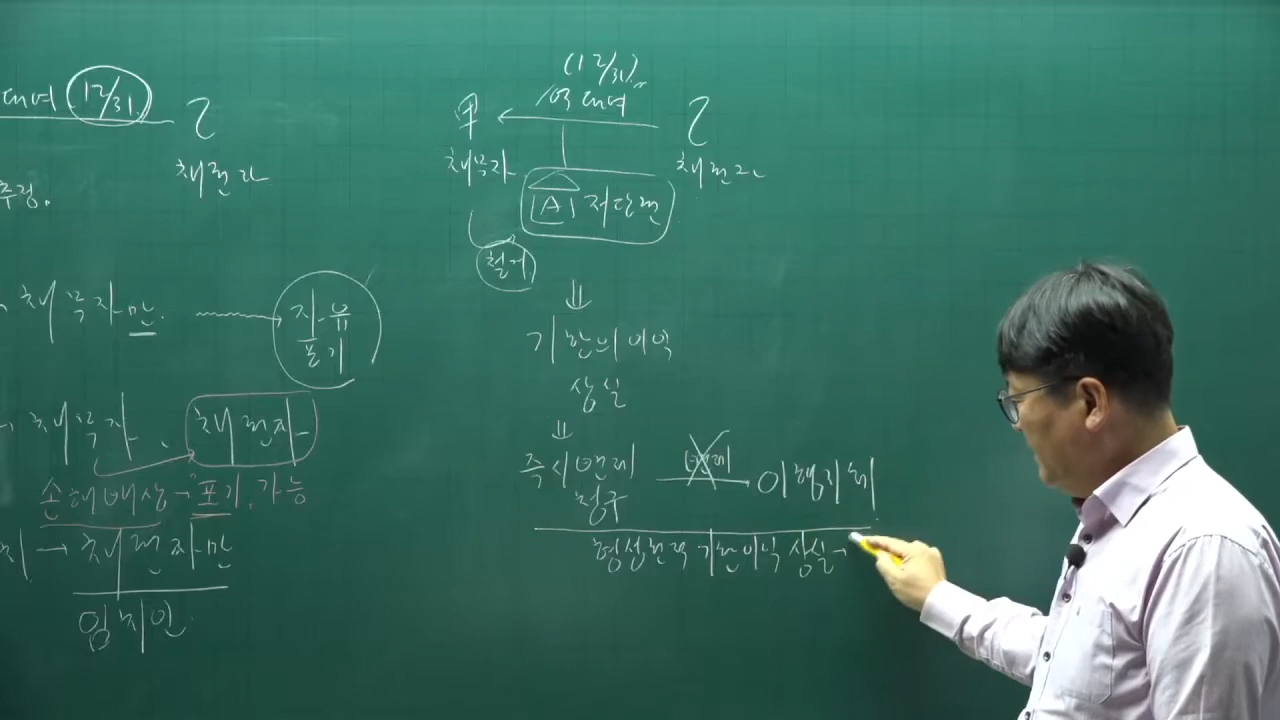 대여 12/31. 乙
채권자
추정.
채무자만. 자유
포기
채무자, 채권자
손해배상→포기. 가능
→ 채권자만
임치인
(12/31)
1억 대여
甲 乙
채무자 채권자
A 저당권
철거
⇓
기한의 이익
상실
⇓
즉시변제 변제 이행지체
청구
형성권적 기한이익 상실→